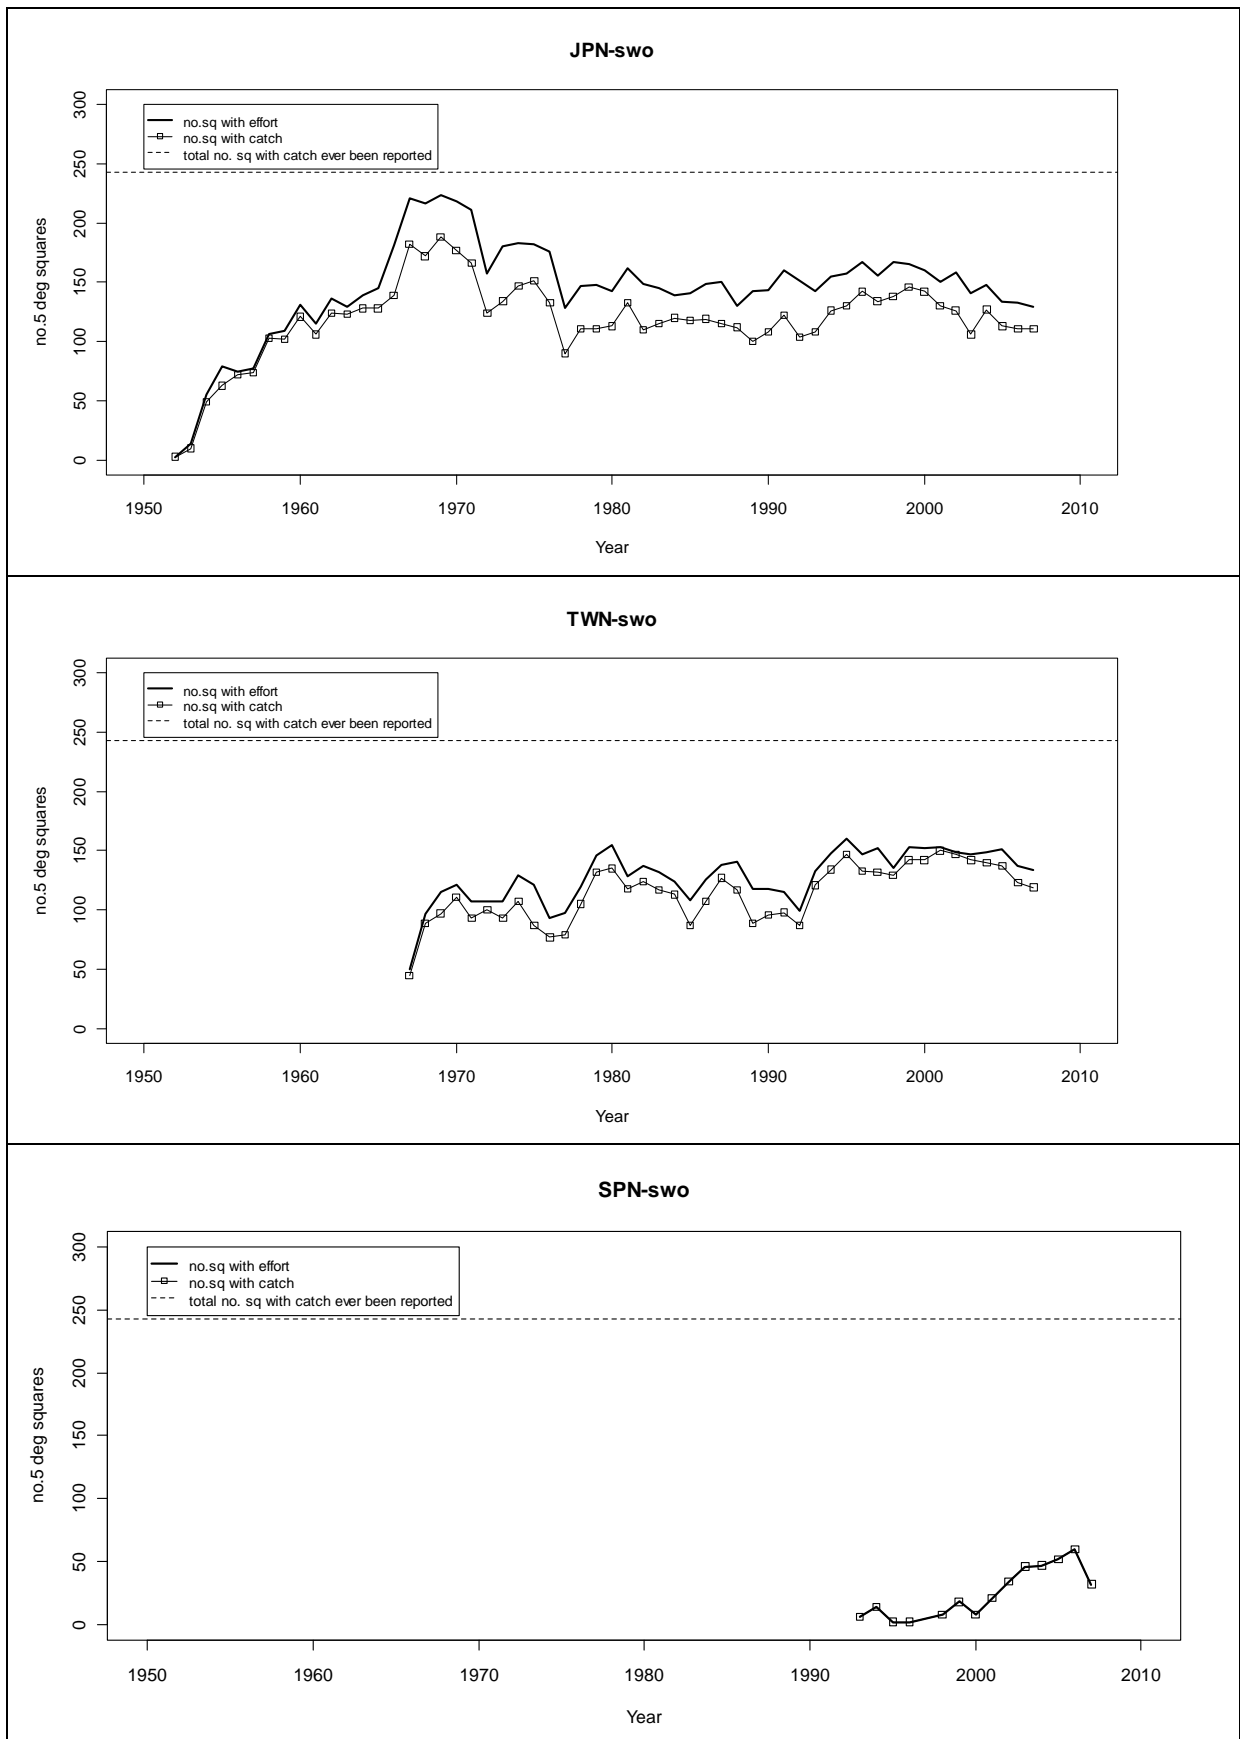 JPN-swo
300
250
200
150
100
50
0
no.5 deg squares
no.sq with effort
no.sq with catch
total no. sq with catch ever been reported
1950 1960 1970 1980 1990 2000 2010
Year
TWN-swo
300
250
200
150
100
50
0
no.5 deg squares
no.sq with effort
no.sq with catch
total no. sq with catch ever been reported
1950 1960 1970 1980 1990 2000 2010
Year
SPN-swo
300
250
200
150
100
50
0
no.5 deg squares
no.sq with effort
no.sq with catch
total no. sq with catch ever been reported
1950 1960 1970 1980 1990 2000 2010
Year